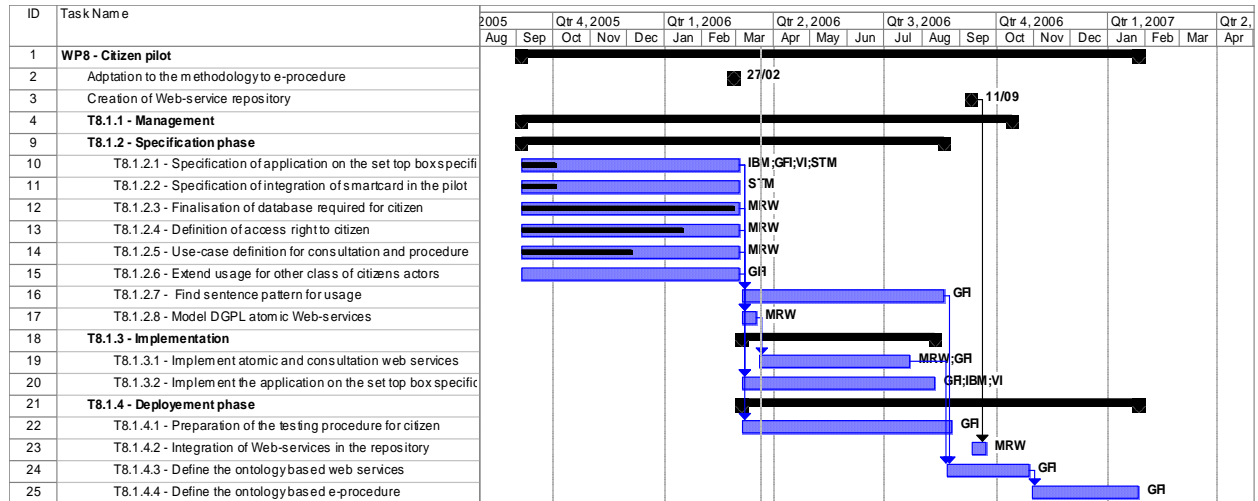 ID Task Name 2005 Qtr 4, 2005 Qtr 1, 2006 Qtr 2, 2006 Qtr 3, 2006 Qtr 4, 2006 Qtr 1, 2007 Qtr 2,
Aug Sep Oct Nov Dec Jan Feb Mar Apr May Jun Jul Aug Sep Oct Nov Dec Jan Feb Mar Apr
1 WP8 - Citizen pilot
2 Adptation to the methodology to e-procedure 27/02
3 Creation of Web-service repository 11/09
4 T8.1.1 - Management
9 T8.1.2 - Specification phase
10 T8.1.2.1 - Specification of application on the set top box specifi IBM;GFI;VI;STM
11 T8.1.2.2 - Specification of integration of smartcard in the pilot STM
12 T8.1.2.3 - Finalisation of database required for citizen MRW
13 T8.1.2.4 - Definition of access right to citizen MRW
14 T8.1.2.5 - Use-case definition for consultation and procedure MRW
15 T8.1.2.6 - Extend usage for other class of citizens actors GFI
16 T8.1.2.7 - Find sentence pattern for usage GFI
17 T8.1.2.8 - Model DGPL atomic Web-services MRW
18 T8.1.3 - Implementation
19 T8.1.3.1 - Implement atomic and consultation web services MRW;GFI
20 T8.1.3.2 - Implement the application on the set top box specific GFI;IBM;VI
21 T8.1.4 - Deployement phase
22 T8.1.4.1 - Preparation of the testing procedure for citizen GFI
23 T8.1.4.2 - Integration of Web-services in the repository MRW
24 T8.1.4.3 - Define the ontology based web services GFI
25 T8.1.4.4 - Define the ontology based e-procedure GFI